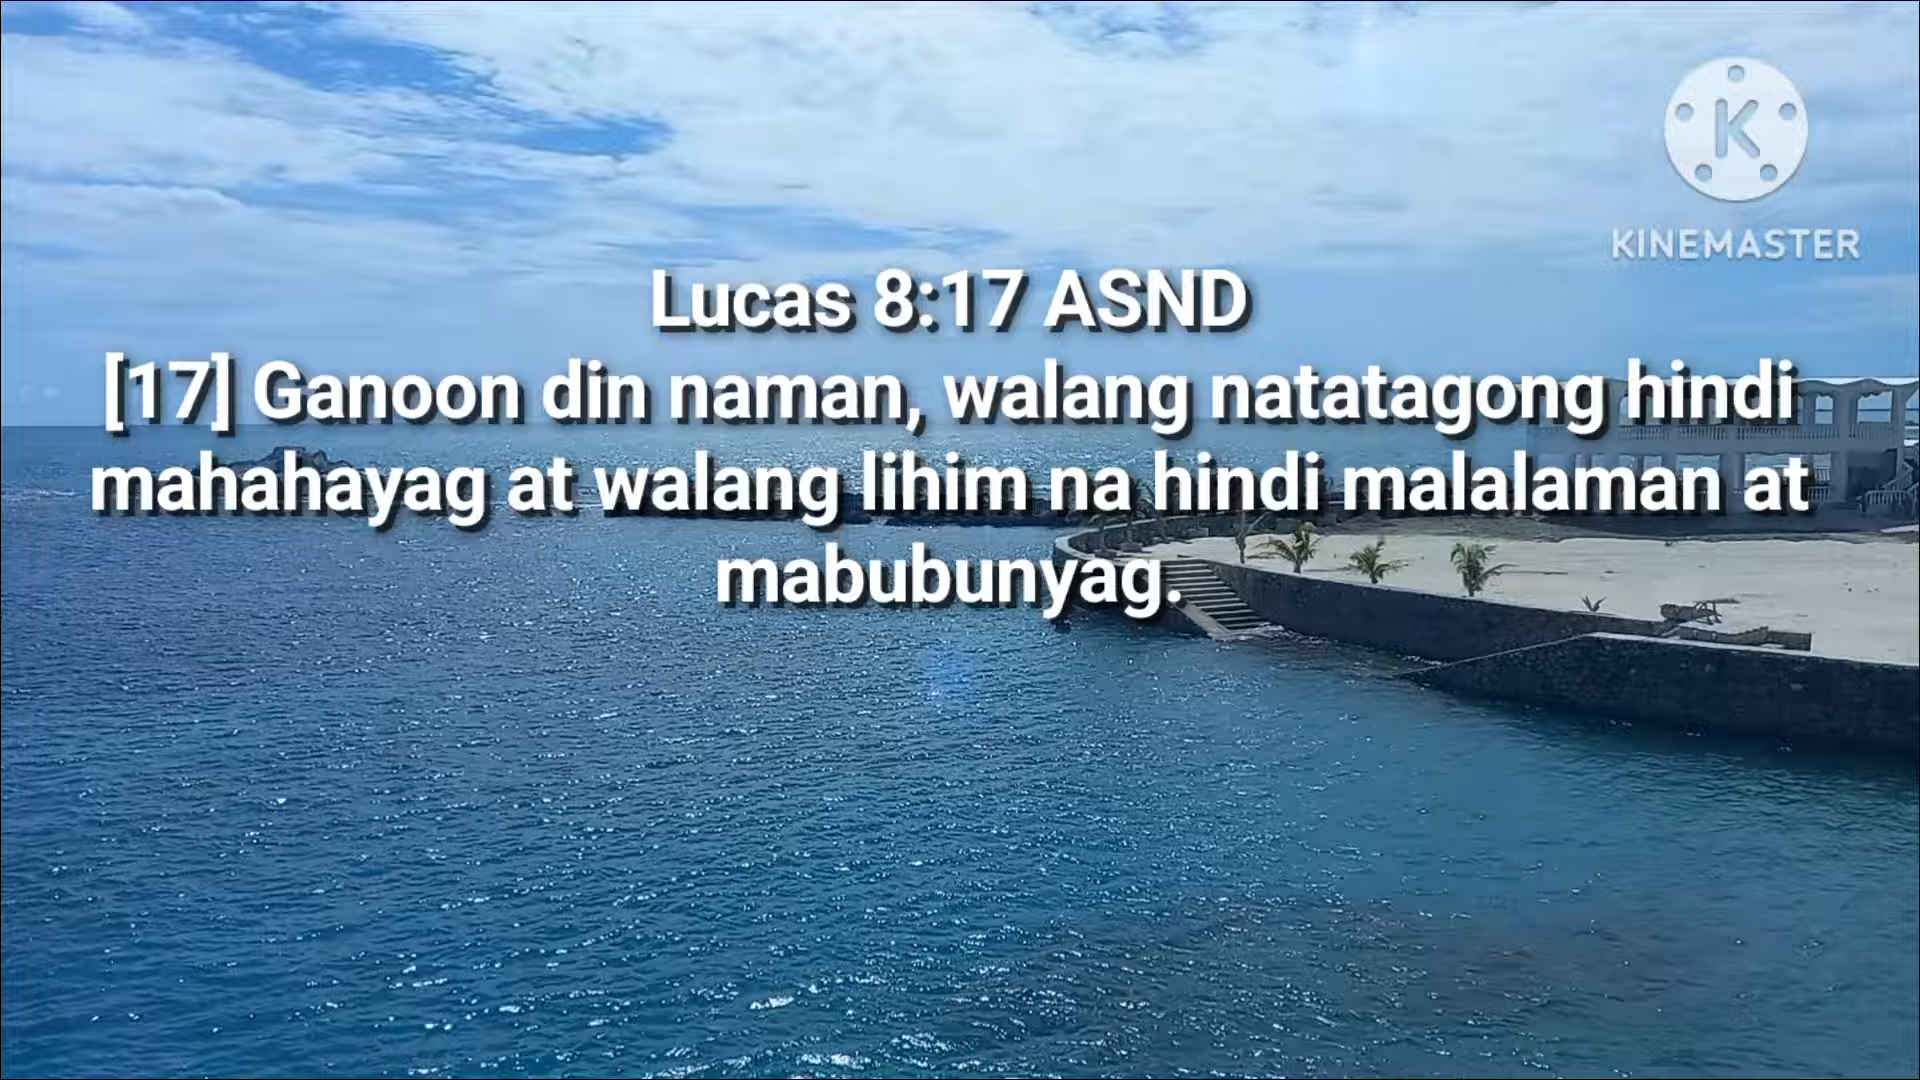 K
KINEMASTER
Lucas 8:17 ASND
[17] Ganoon din naman, walang natatagong hindi
mahahayag at walang lihim na hindi malalaman at
mabubunyag.